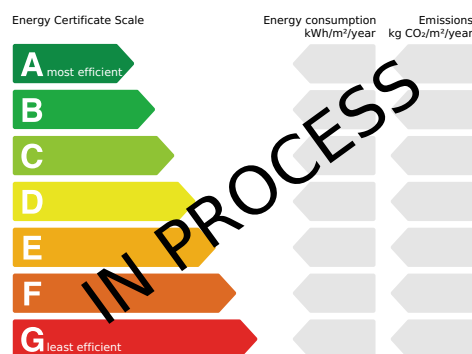 Energy Certificate Scale
Energy consumption
kWh/m²/year
Emissions
kg CO₂/m²/year
A most efficient
B
C
D
E
F
G least efficient
IN PROCESS